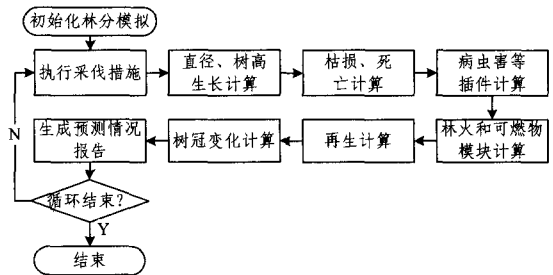 初始化林分模拟
执行采伐措施
直径、树高
生长计算
枯损、死
亡计算
病虫害等
插件计算
林火和可燃物
模块计算
再生计算
树冠变化计算
生成预测情况
报告
N
循环结束?
Y
结束